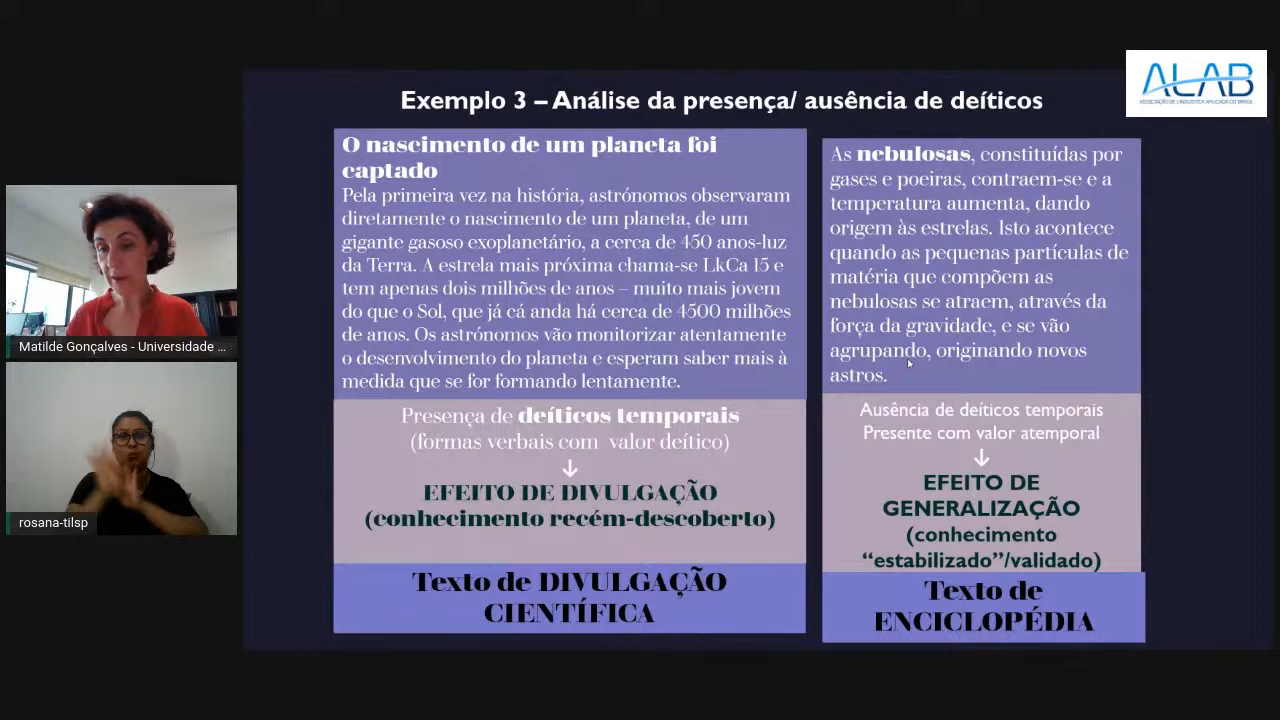 ALAB
ASSOCIAÇÃO DE LINGUÍSTICA APLICADA DO BRASIL
Exemplo 3 – Análise da presença/ ausência de deíticos
O nascimento de um planeta foi
captado
Pela primeira vez na história, astrónomos observaram
diretamente o nascimento de um planeta, de um
gigante gasoso exoplanetário, a cerca de 450 anos-luz
da Terra. A estrela mais próxima chama-se LkCa 15 e
tem apenas dois milhões de anos – muito mais jovem
do que o Sol, que já cá anda há cerca de 4500 milhões
de anos. Os astrónomos vão monitorizar atentamente
o desenvolvimento do planeta e esperam saber mais à
medida que se for formando lentamente.
Presença de deíticos temporais
(formas verbais com valor deítico)
↓
EFEITO DE DIVULGAÇÃO
(conhecimento recém-descoberto)
Texto de DIVULGAÇÃO
CIENTÍFICA
As nebulosas, constituídas por
gases e poeiras, contraem-se e a
temperatura aumenta, dando
origem às estrelas. Isto acontece
quando as pequenas partículas de
matéria que compõem as
nebulosas se atraem, através da
força da gravidade, e se vão
agrupando, originando novos
astros.
Ausência de deíticos temporais
Presente com valor atemporal
↓
EFEITO DE
GENERALIZAÇÃO
(conhecimento
“estabilizado”/validado)
Texto de
ENCICLOPÉDIA
Matilde Gonçalves - Universidade ...
rosana-tilsp